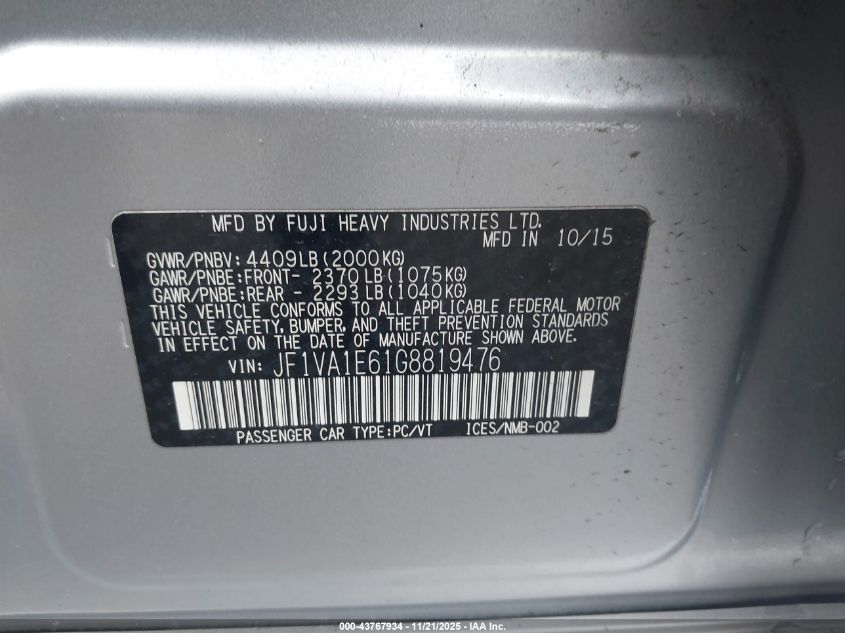 MFD BY FUJI HEAVY INDUSTRIES LTD.
MFD IN 10/15
GVWR/PNBV: 4409LB(2000KG)
GAWR/PNBE:FRONT- 2370LB(1075KG)
GAWR/PNBE:REAR - 2293LB(1040KG)
THIS VEHICLE CONFORMS TO ALL APPLICABLE FEDERAL MOTOR
VEHICLE SAFETY, BUMPER, AND THEFT PREVENTION STANDARDS
IN EFFECT ON THE DATE OF MANUFACTURE SHOWN ABOVE.
VIN: JF1VA1E61G8819476
PASSENGER CAR TYPE:PC/VT ICES/NMB-002
000-43767934 - 11/21/2025 - IAA Inc.